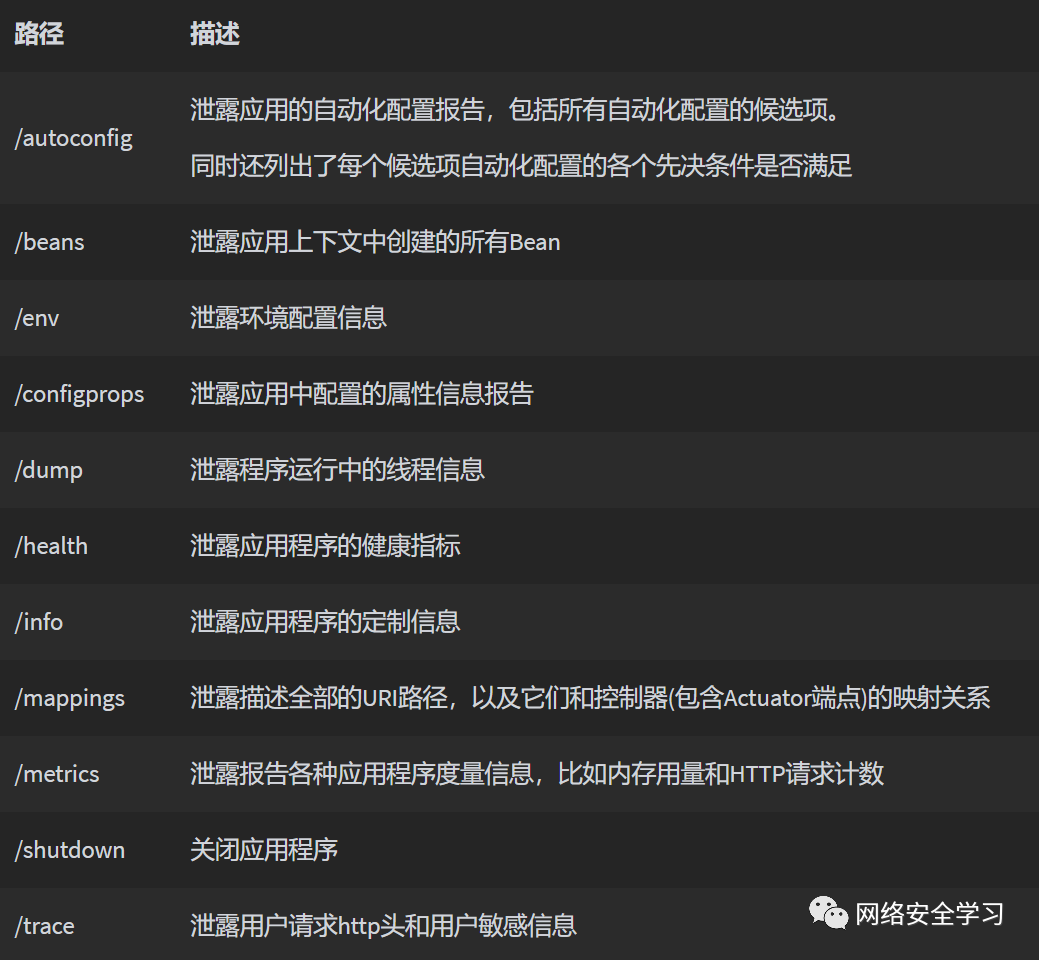 路径 描述
泄露应用的自动化配置报告，包括所有自动化配置的候选项。
/autoconfig
同时还列出了每个候选项自动化配置的各个先决条件是否满足
/beans 泄露应用上下文中创建的所有Bean
/env 泄露环境配置信息
/configprops 泄露应用中配置的属性信息报告
/dump 泄露程序运行中的线程信息
/health 泄露应用程序的健康指标
/info 泄露应用程序的定制信息
/mappings 泄露描述全部的URI路径，以及它们和控制器(包含Actuator端点)的映射关系
/metrics 泄露报告各种应用程序度量信息，比如内存用量和HTTP请求计数
/shutdown 关闭应用程序
/trace 泄露用户请求http头和用户敏感信息
网络安全学习